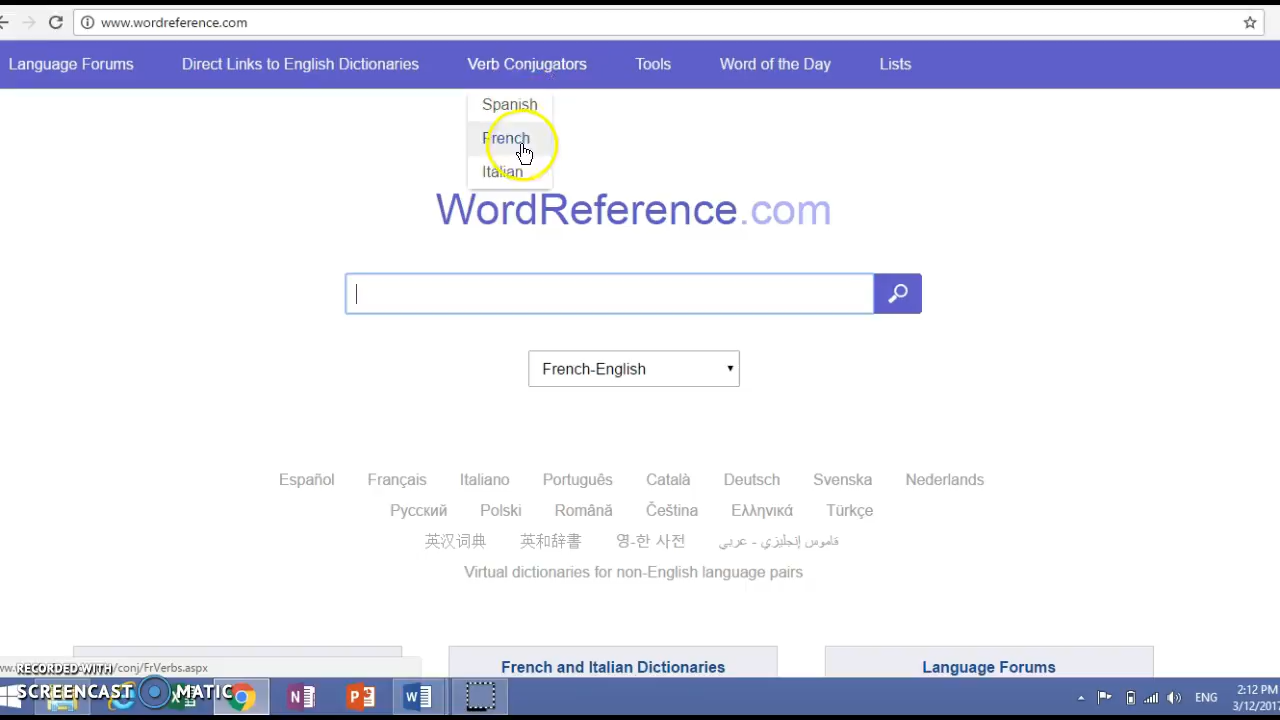 www.wordreference.com
Language Forums Direct Links to English Dictionaries Verb Conjugators Tools Word of the Day Lists
Spanish
French
Italian
WordReference.com
French-English
Español Français Italiano Português Català Deutsch Svenska Nederlands
Русский Polski Română Čeština Ελληνικά Türkçe
英汉词典 英和辞書 영-한 사전 قاموس إنجليزي - عربي
Virtual dictionaries for non-English language pairs
French and Italian Dictionaries Language Forums
RECORDED WITH /conj/FrVerbs.aspx
SCREENCAST MATIC
ENG
2:12 PM